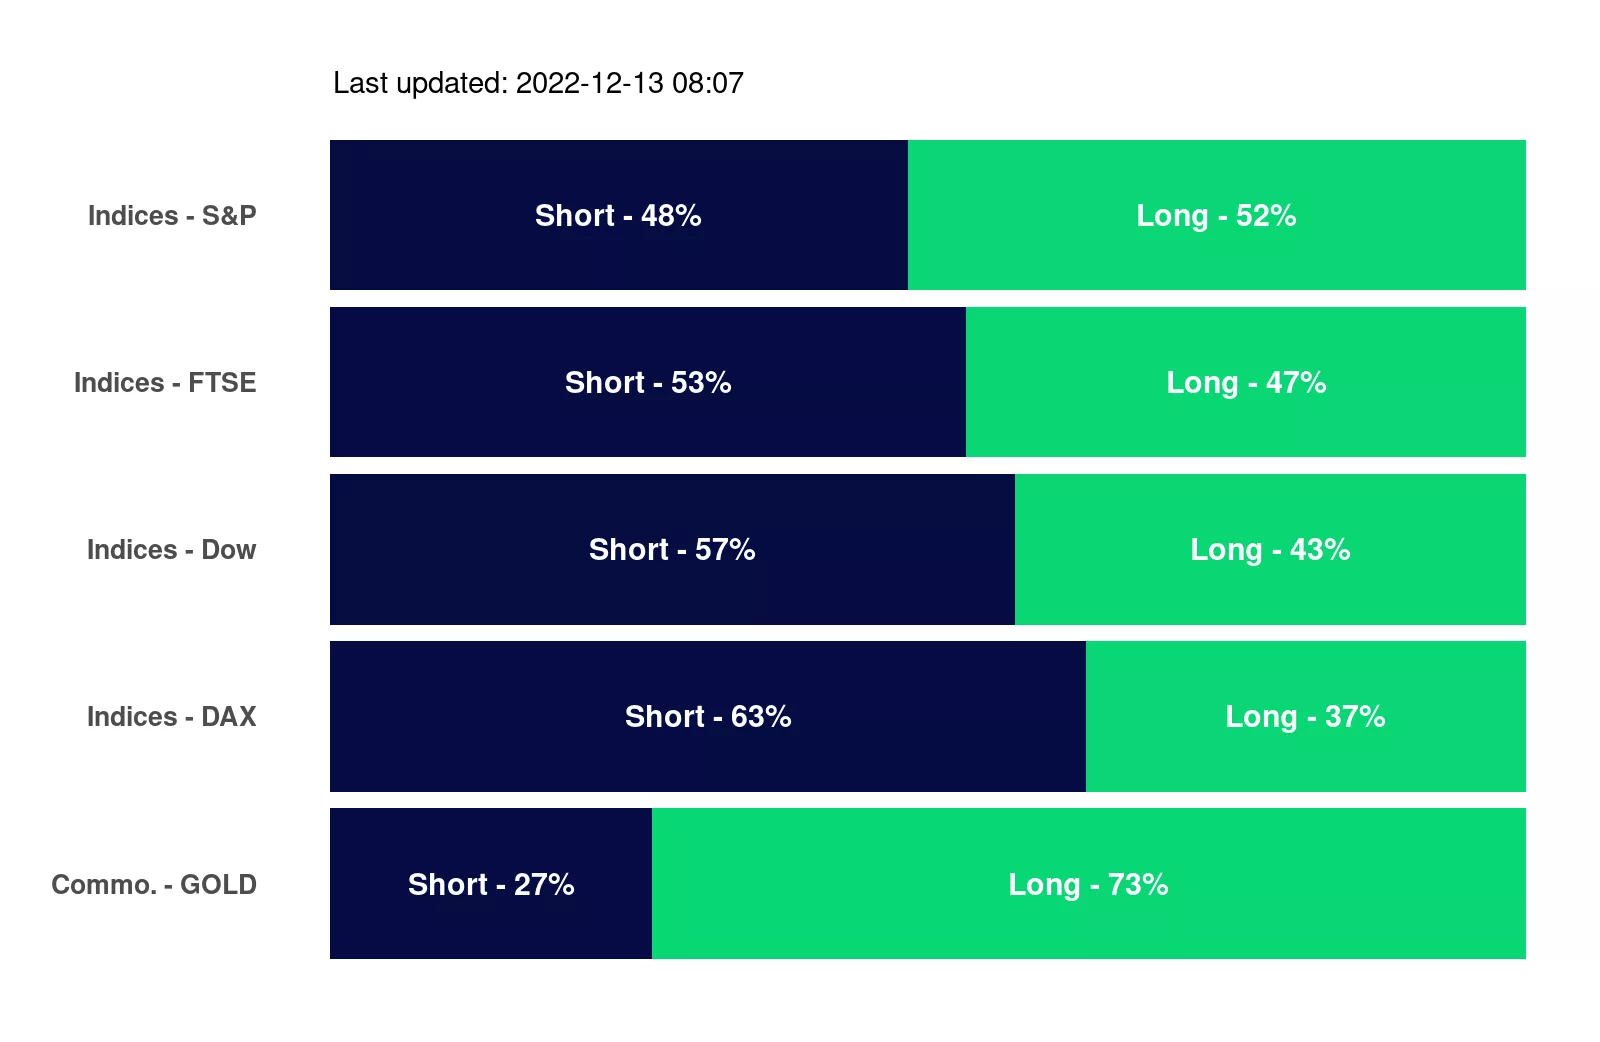 Last updated: 2022-12-13 08:07
Indices - S&P Short - 48% Long - 52%
Indices - FTSE Short - 53% Long - 47%
Indices - Dow Short - 57% Long - 43%
Indices - DAX Short - 63% Long - 37%
Commo. - GOLD Short - 27% Long - 73%